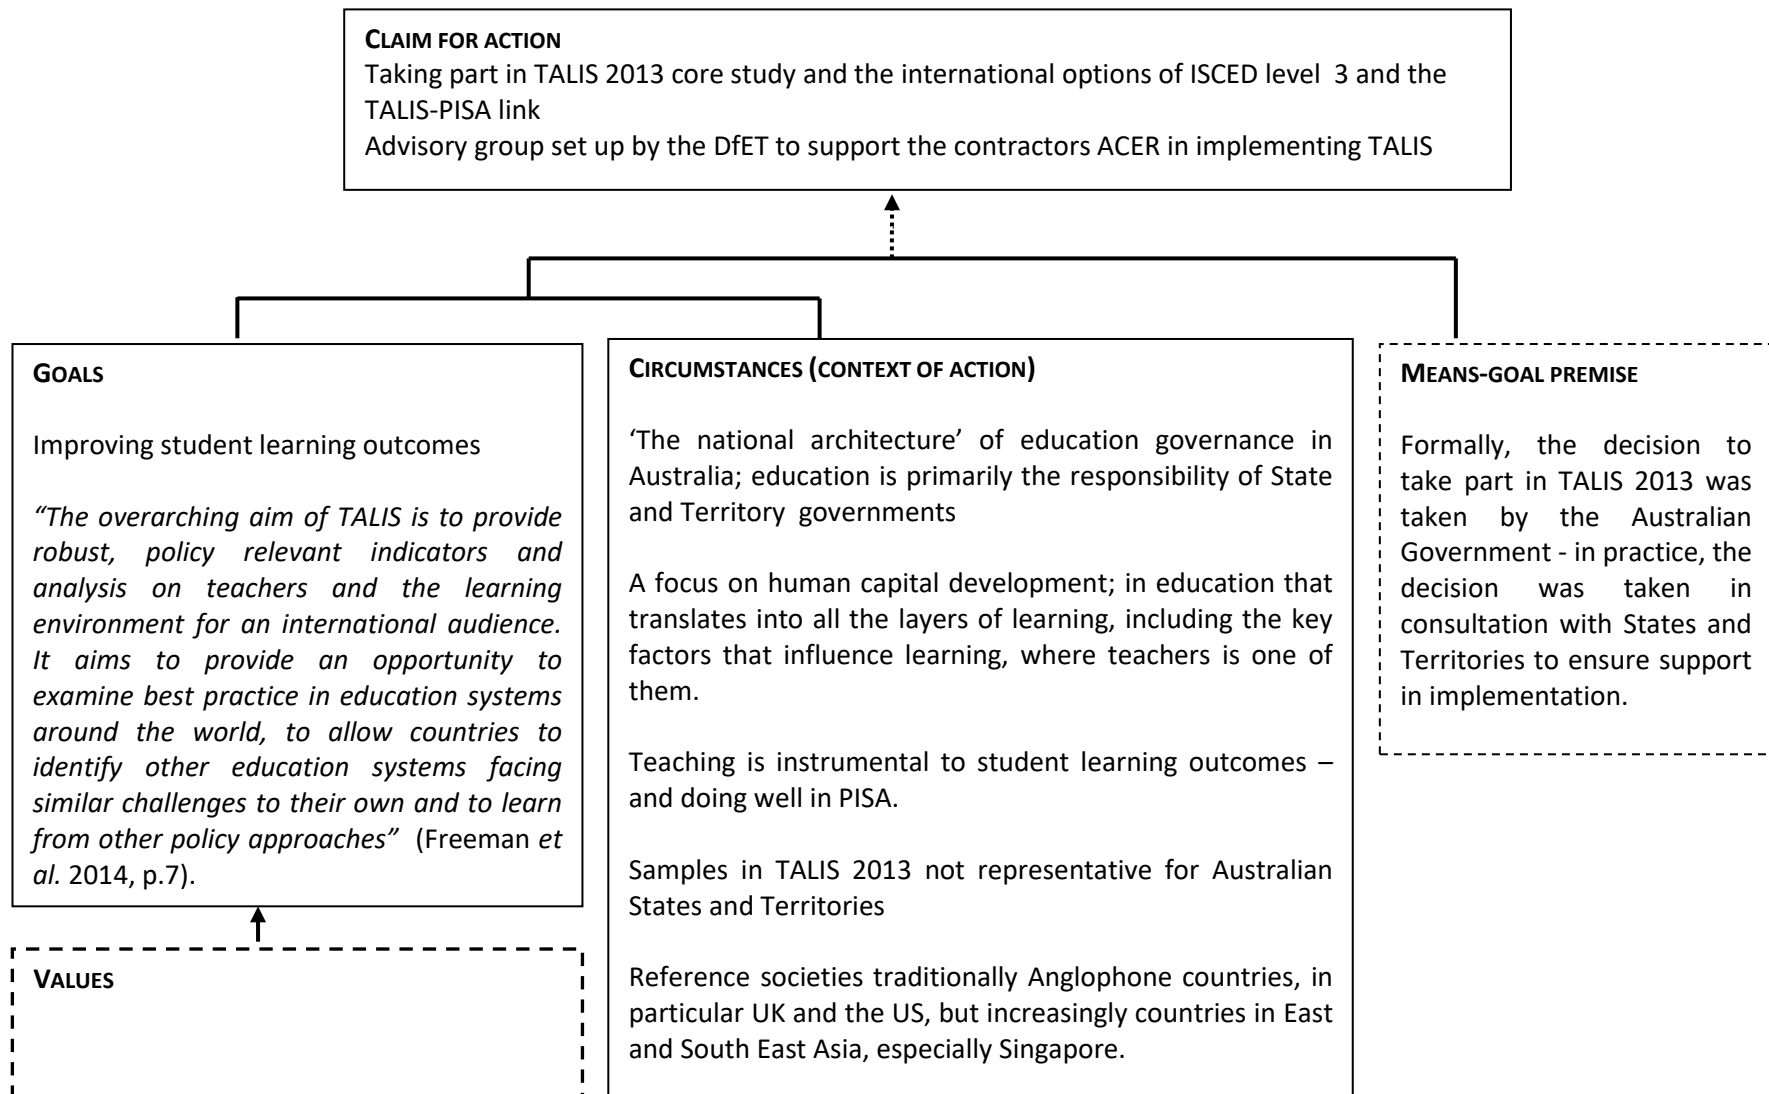 CLAIM FOR ACTION
Taking part in TALIS 2013 core study and the international options of ISCED level 3 and the
TALIS-PISA link
Advisory group set up by the DfET to support the contractors ACER in implementing TALIS
GOALS
Improving student learning outcomes
“The overarching aim of TALIS is to provide
robust, policy relevant indicators and
analysis on teachers and the learning
environment for an international audience.
It aims to provide an opportunity to
examine best practice in education systems
around the world, to allow countries to
identify other education systems facing
similar challenges to their own and to learn
from other policy approaches” (Freeman et
al. 2014, p.7).
VALUES
CIRCUMSTANCES (CONTEXT OF ACTION)
‘The national architecture’ of education governance in
Australia; education is primarily the responsibility of State
and Territory governments
A focus on human capital development; in education that
translates into all the layers of learning, including the key
factors that influence learning, where teachers is one of
them.
Teaching is instrumental to student learning outcomes –
and doing well in PISA.
Samples in TALIS 2013 not representative for Australian
States and Territories
Reference societies traditionally Anglophone countries, in
particular UK and the US, but increasingly countries in East
and South East Asia, especially Singapore.
MEANS-GOAL PREMISE
Formally, the decision to
take part in TALIS 2013 was
taken by the Australian
Government - in practice, the
decision was taken in
consultation with States and
Territories to ensure support
in implementation.